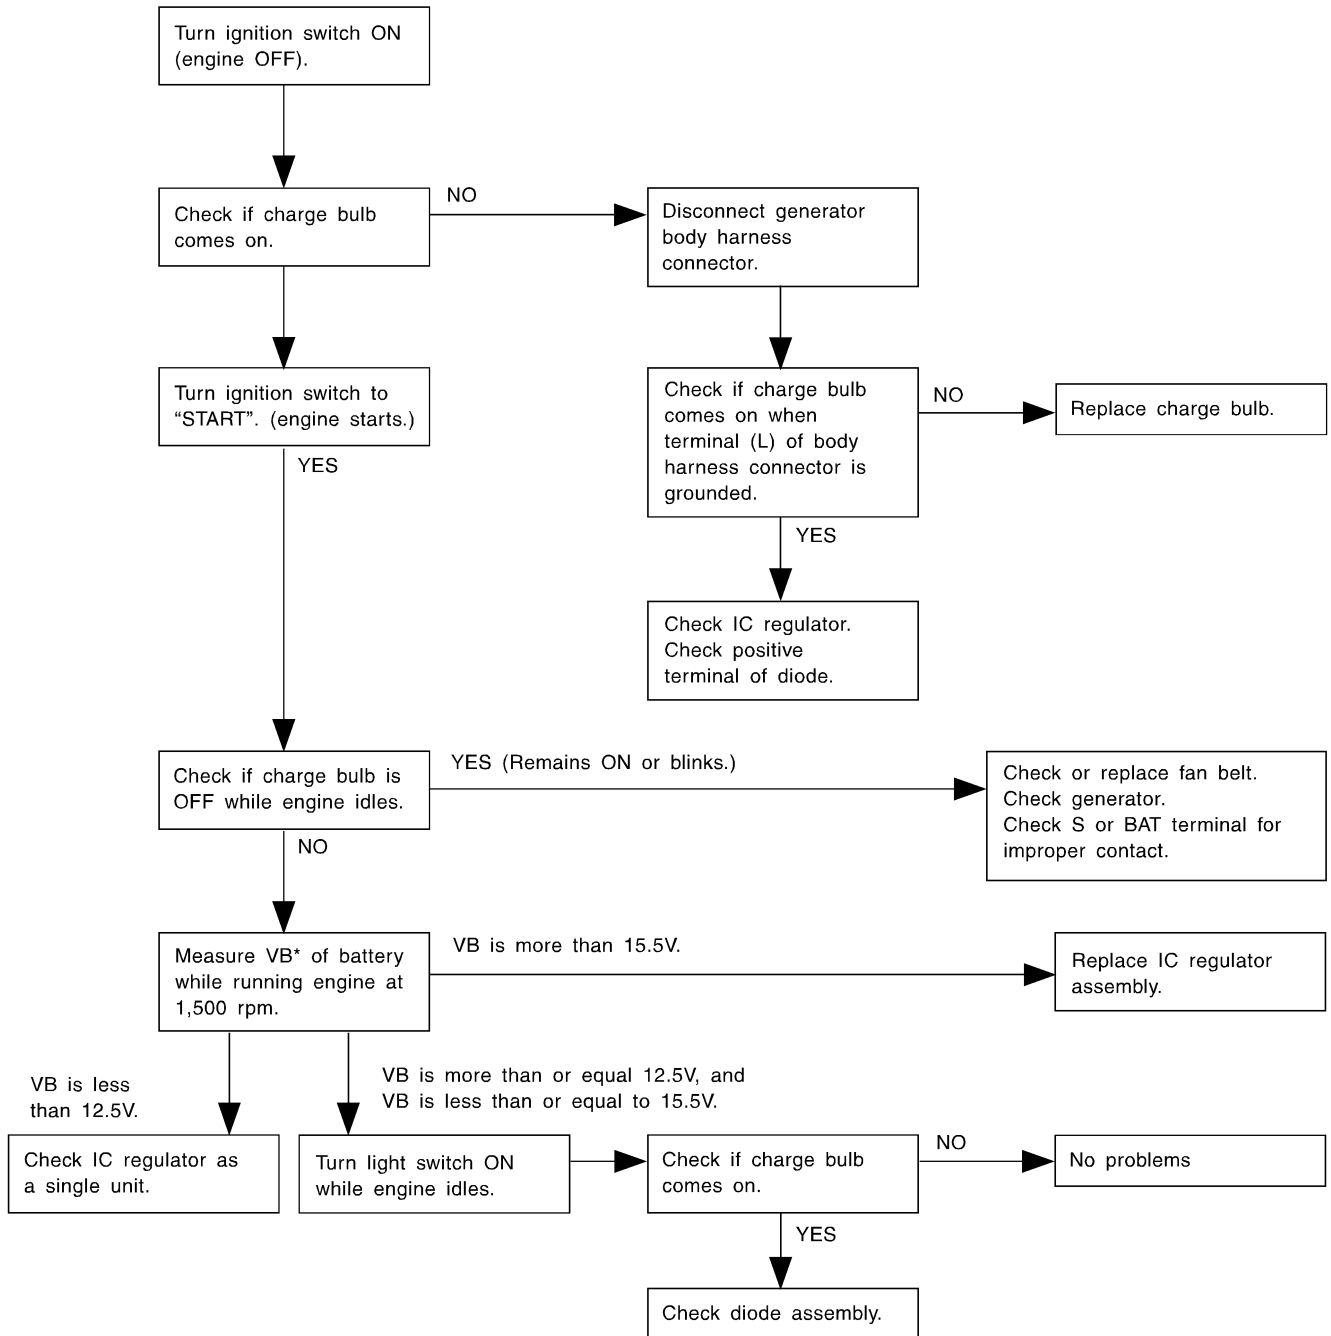 Turn ignition switch ON
(engine OFF).
Check if charge bulb
comes on.
NO
Disconnect generator
body harness
connector.
Turn ignition switch to
“START”. (engine starts.)
YES
Check if charge bulb
comes on when
terminal (L) of body
harness connector is
grounded.
NO
Replace charge bulb.
YES
Check IC regulator.
Check positive
terminal of diode.
Check if charge bulb is
OFF while engine idles.
YES (Remains ON or blinks.)
Check or replace fan belt.
Check generator.
Check S or BAT terminal for
improper contact.
NO
Measure VB* of battery
while running engine at
1,500 rpm.
VB is more than 15.5V.
Replace IC regulator
assembly.
VB is less
than 12.5V.
VB is more than or equal 12.5V, and
VB is less than or equal to 15.5V.
Check IC regulator as
a single unit.
Turn light switch ON
while engine idles.
Check if charge bulb
comes on.
NO
No problems
YES
Check diode assembly.